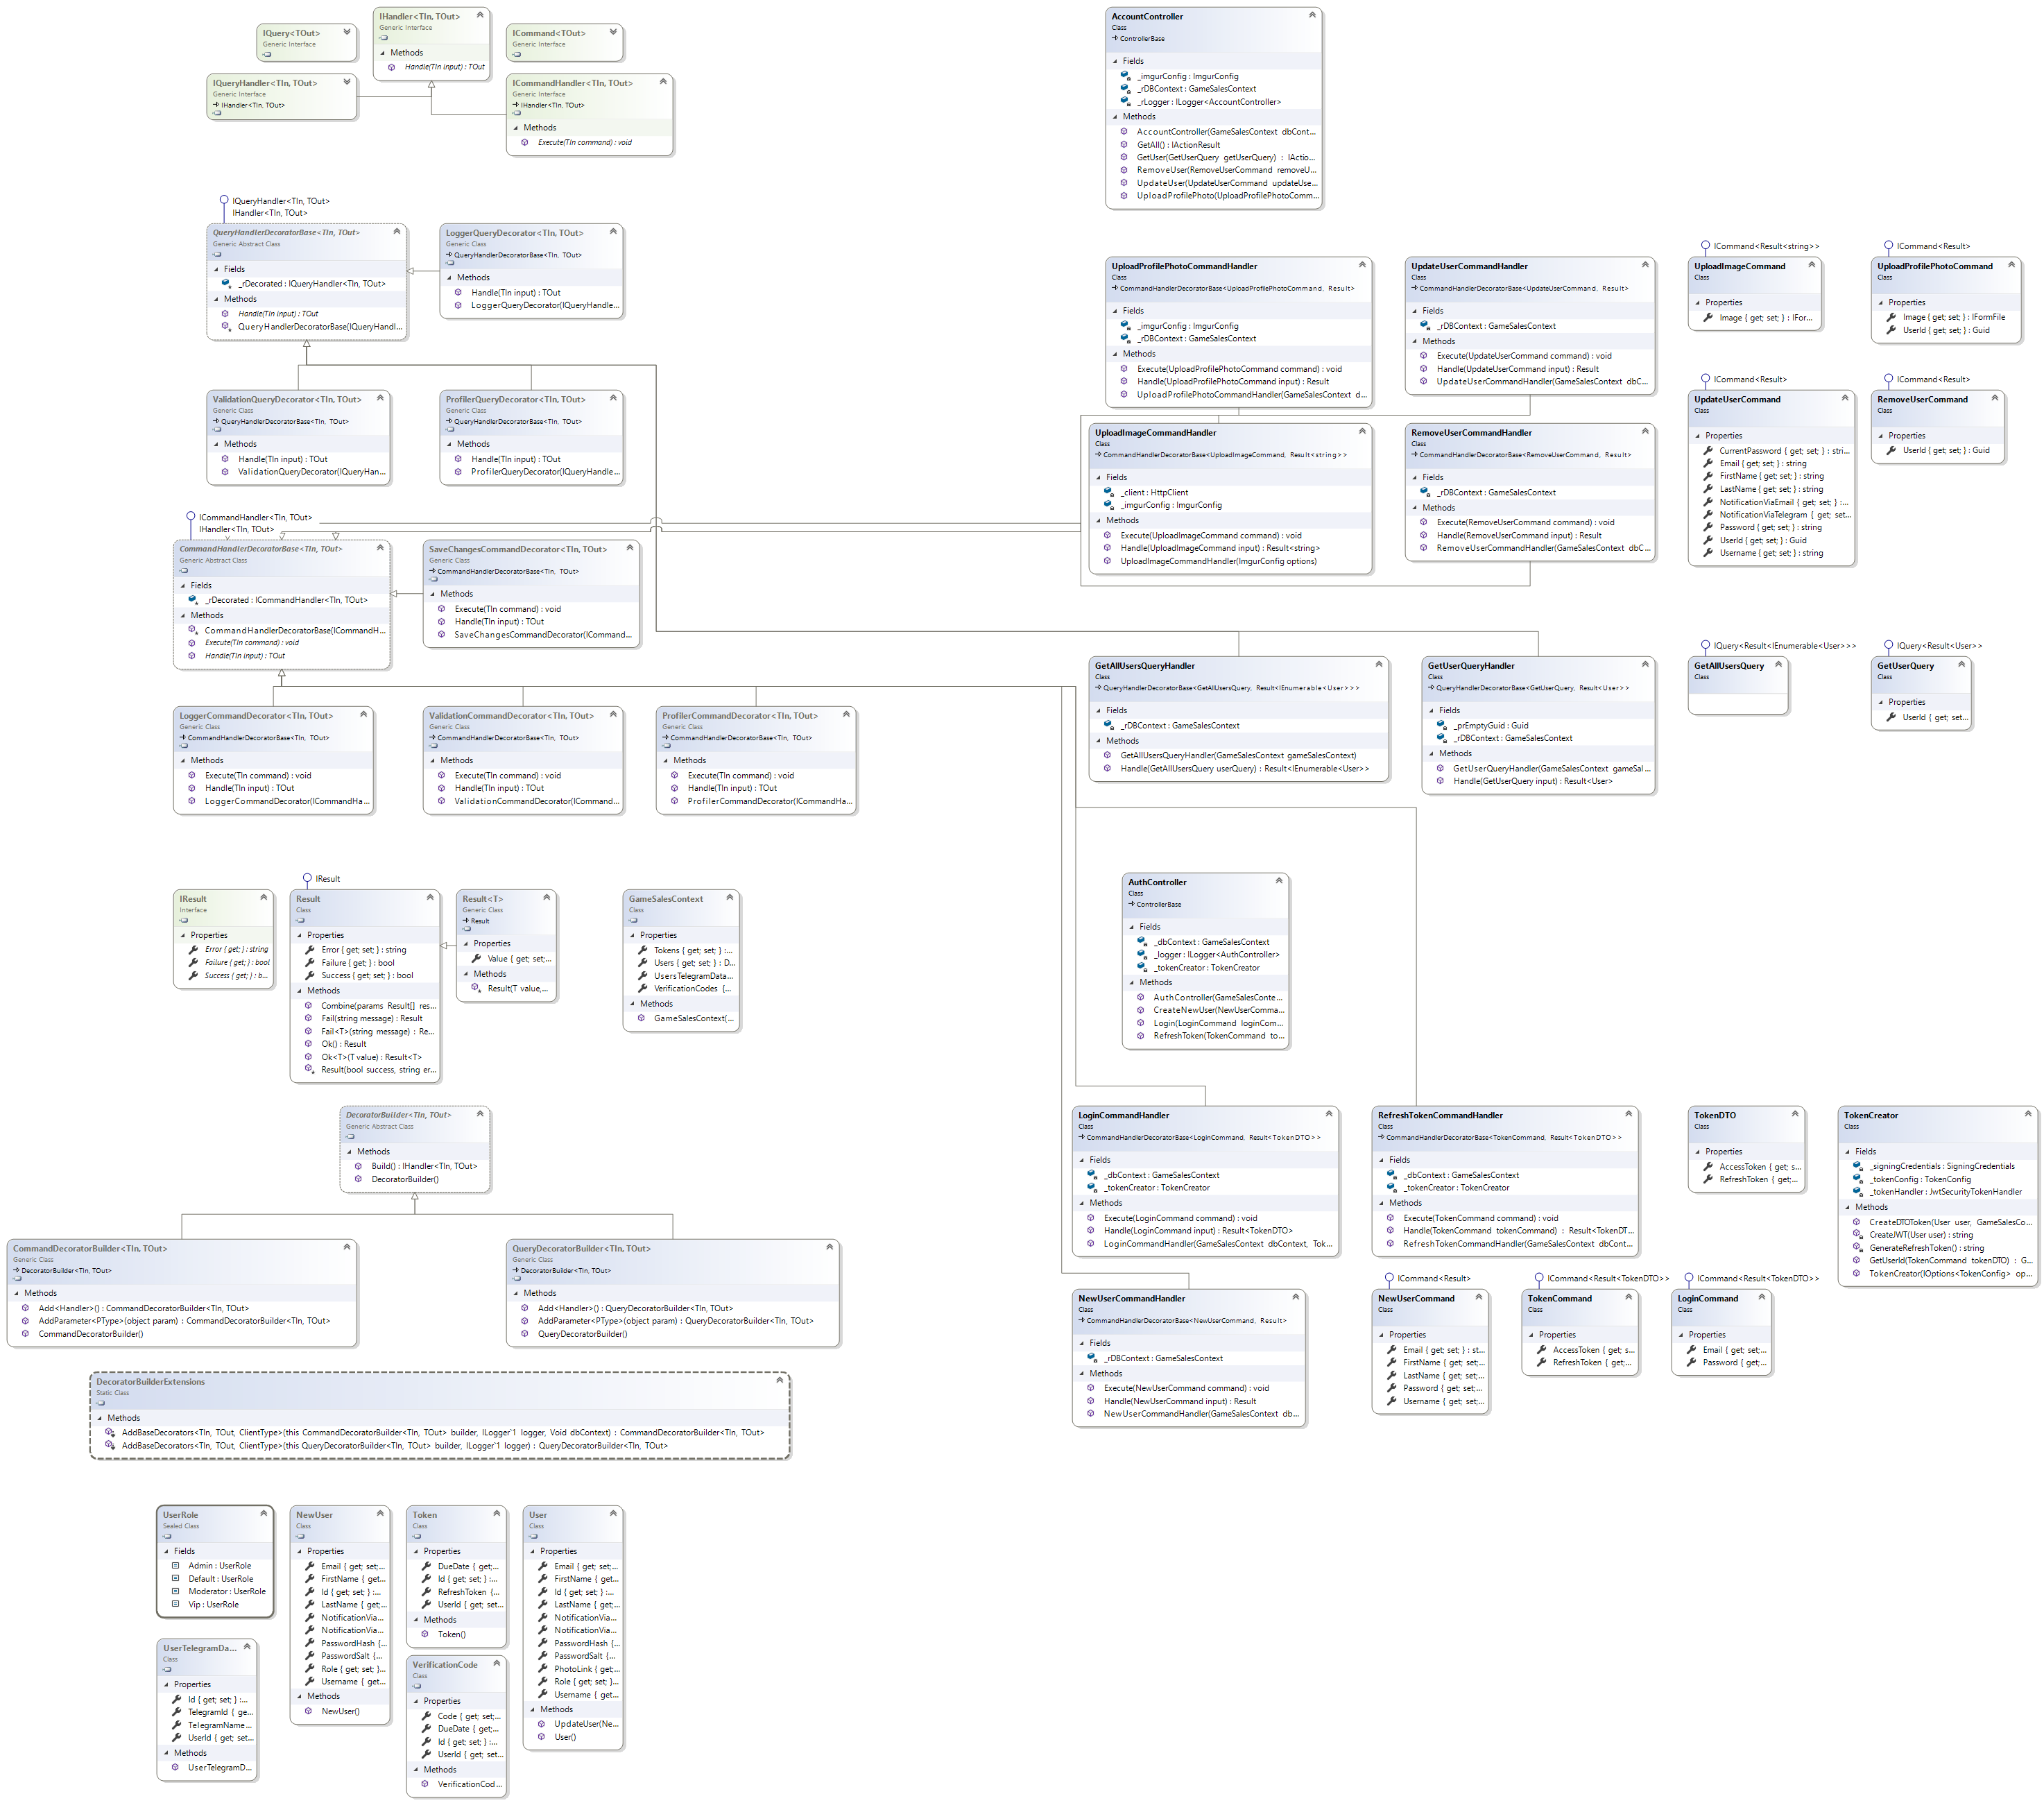 IQuery<TOut>
Generic Interface
IHandler<TIn, TOut>
Generic Interface
Methods
Handle(TIn input) : TOut
ICommand<TOut>
Generic Interface
IQueryHandler<TIn, TOut>
Generic Interface
IHandler<TIn, TOut>
ICommandHandler<TIn, TOut>
Generic Interface
IHandler<TIn, TOut>
Methods
Execute(TIn command) : void
AccountController
Class
ControllerBase
Fields
_imgurConfig : ImgurConfig
_rDBContext : GameSalesContext
_rLogger : ILogger<AccountController>
Methods
AccountController(GameSalesContext dbCont...
GetAll() : IActionResult
GetUser(GetUserQuery getUserQuery) : IActio...
RemoveUser(RemoveUserCommand removeU...
UpdateUser(UpdateUserCommand updateUse...
UploadProfilePhoto(UploadProfilePhotoComm...
IQueryHandler<TIn, TOut>
IHandler<TIn, TOut>
QueryHandlerDecoratorBase<TIn, TOut>
Generic Abstract Class
Fields
_rDecorated : IQueryHandler<TIn, TOut>
Methods
Handle(TIn input) : TOut
QueryHandlerDecoratorBase(IQueryHandl...
LoggerQueryDecorator<TIn, TOut>
Generic Class
QueryHandlerDecoratorBase<TIn, TOut>
Methods
Handle(TIn input) : TOut
LoggerQueryDecorator(IQueryHandle...
ValidationQueryDecorator<TIn, TOut>
Generic Class
QueryHandlerDecoratorBase<TIn, TOut>
Methods
Handle(TIn input) : TOut
ValidationQueryDecorator(IQueryHan...
ProfilerQueryDecorator<TIn, TOut>
Generic Class
QueryHandlerDecoratorBase<TIn, TOut>
Methods
Handle(TIn input) : TOut
ProfilerQueryDecorator(IQueryHandle...
UploadProfilePhotoCommandHandler
Class
CommandHandlerDecoratorBase<UploadProfilePhotoCommand, Result>
Fields
_imgurConfig : ImgurConfig
_rDBContext : GameSalesContext
Methods
Execute(UploadProfilePhotoCommand command) : void
Handle(UploadProfilePhotoCommand input) : Result
UploadProfilePhotoCommandHandler(GameSalesContext d...
UpdateUserCommandHandler
Class
CommandHandlerDecoratorBase<UpdateUserCommand, Result>
Fields
_rDBContext : GameSalesContext
Methods
Execute(UpdateUserCommand command) : void
Handle(UpdateUserCommand input) : Result
UpdateUserCommandHandler(GameSalesContext dbC...
ICommand<Result<string>>
UploadImageCommand
Class
Properties
Image { get; set; } : IFor...
ICommand<Result>
UploadProfilePhotoCommand
Class
Properties
Image { get; set; } : IFormFile
UserId { get; set; } : Guid
UploadImageCommandHandler
Class
CommandHandlerDecoratorBase<UploadImageCommand, Result<string>>
Fields
_client : HttpClient
_imgurConfig : ImgurConfig
Methods
Execute(UploadImageCommand command) : void
Handle(UploadImageCommand input) : Result<string>
UploadImageCommandHandler(ImgurConfig options)
RemoveUserCommandHandler
Class
CommandHandlerDecoratorBase<RemoveUserCommand, Result>
Fields
_rDBContext : GameSalesContext
Methods
Execute(RemoveUserCommand command) : void
Handle(RemoveUserCommand input) : Result
RemoveUserCommandHandler(GameSalesContext dbC...
ICommand<Result>
UpdateUserCommand
Class
Properties
CurrentPassword { get; set; } : stri...
Email { get; set; } : string
FirstName { get; set; } : string
LastName { get; set; } : string
NotificationViaEmail { get; set; } :...
NotificationViaTelegram { get; set...
Password { get; set; } : string
UserId { get; set; } : Guid
Username { get; set; } : string
ICommand<Result>
RemoveUserCommand
Class
Properties
UserId { get; set; } : Guid
ICommandHandler<TIn, TOut>
IHandler<TIn, TOut>
CommandHandlerDecoratorBase<TIn, TOut>
Generic Abstract Class
Fields
_rDecorated : ICommandHandler<TIn, TOut>
Methods
CommandHandlerDecoratorBase(ICommandH...
Execute(TIn command) : void
Handle(TIn input) : TOut
SaveChangesCommandDecorator<TIn, TOut>
Generic Class
CommandHandlerDecoratorBase<TIn, TOut>
Methods
Execute(TIn command) : void
Handle(TIn input) : TOut
SaveChangesCommandDecorator(ICommand...
LoggerCommandDecorator<TIn, TOut>
Generic Class
CommandHandlerDecoratorBase<TIn, TOut>
Methods
Execute(TIn command) : void
Handle(TIn input) : TOut
LoggerCommandDecorator(ICommandHa...
ValidationCommandDecorator<TIn, TOut>
Generic Class
CommandHandlerDecoratorBase<TIn, TOut>
Methods
Execute(TIn command) : void
Handle(TIn input) : TOut
ValidationCommandDecorator(ICommand...
ProfilerCommandDecorator<TIn, TOut>
Generic Class
CommandHandlerDecoratorBase<TIn, TOut>
Methods
Execute(TIn command) : void
Handle(TIn input) : TOut
ProfilerCommandDecorator(ICommandHa...
GetAllUsersQueryHandler
Class
QueryHandlerDecoratorBase<GetAllUsersQuery, Result<IEnumerable<User>>>
Fields
_rDBContext : GameSalesContext
Methods
GetAllUsersQueryHandler(GameSalesContext gameSalesContext)
Handle(GetAllUsersQuery userQuery) : Result<IEnumerable<User>>
GetUserQueryHandler
Class
QueryHandlerDecoratorBase<GetUserQuery, Result<User>>
Fields
_prEmptyGuid : Guid
_rDBContext : GameSalesContext
Methods
GetUserQueryHandler(GameSalesContext gameSal...
Handle(GetUserQuery input) : Result<User>
IQuery<Result<IEnumerable<User>>>
GetAllUsersQuery
Class
IQuery<Result<User>>
GetUserQuery
Class
Properties
UserId { get; set...
IResult
Interface
Properties
Error { get; } : string
Failure { get; } : bool
Success { get; } : b...
IResult
Result
Class
Properties
Error { get; set; } : string
Failure { get; } : bool
Success { get; set; } : bool
Methods
Combine(params Result[] res...
Fail(string message) : Result
Fail<T>(string message) : Re...
Ok() : Result
Ok<T>(T value) : Result<T>
Result(bool success, string er...
Result<T>
Generic Class
Result
Properties
Value { get; set;...
Methods
Result(T value,...
GameSalesContext
Class
Properties
Tokens { get; set; } :...
Users { get; set; } : D...
UsersTelegramData...
VerificationCodes {...
Methods
GameSalesContext(...
AuthController
Class
ControllerBase
Fields
_dbContext : GameSalesContext
_logger : ILogger<AuthController>
_tokenCreator : TokenCreator
Methods
AuthController(GameSalesConte...
CreateNewUser(NewUserComma...
Login(LoginCommand loginCom...
RefreshToken(TokenCommand to...
DecoratorBuilder<TIn, TOut>
Generic Abstract Class
Methods
Build() : IHandler<TIn, TOut>
DecoratorBuilder()
CommandDecoratorBuilder<TIn, TOut>
Generic Class
DecoratorBuilder<TIn, TOut>
Methods
Add<Handler>() : CommandDecoratorBuilder<TIn, TOut>
AddParameter<PType>(object param) : CommandDecoratorBuilder<TIn, TOut>
CommandDecoratorBuilder()
QueryDecoratorBuilder<TIn, TOut>
Generic Class
DecoratorBuilder<TIn, TOut>
Methods
Add<Handler>() : QueryDecoratorBuilder<TIn, TOut>
AddParameter<PType>(object param) : QueryDecoratorBuilder<TIn, TOut>
QueryDecoratorBuilder()
DecoratorBuilderExtensions
Static Class
Methods
AddBaseDecorators<TIn, TOut, ClientType>(this CommandDecoratorBuilder<TIn, TOut> builder, ILogger`1 logger, Void dbContext) : CommandDecoratorBuilder<TIn, TOut>
AddBaseDecorators<TIn, TOut, ClientType>(this QueryDecoratorBuilder<TIn, TOut> builder, ILogger`1 logger) : QueryDecoratorBuilder<TIn, TOut>
LoginCommandHandler
Class
CommandHandlerDecoratorBase<LoginCommand, Result<TokenDTO>>
Fields
_dbContext : GameSalesContext
_tokenCreator : TokenCreator
Methods
Execute(LoginCommand command) : void
Handle(LoginCommand input) : Result<TokenDTO>
LoginCommandHandler(GameSalesContext dbContext, Tok...
RefreshTokenCommandHandler
Class
CommandHandlerDecoratorBase<TokenCommand, Result<TokenDTO>>
Fields
_dbContext : GameSalesContext
_tokenCreator : TokenCreator
Methods
Execute(TokenCommand command) : void
Handle(TokenCommand tokenCommand) : Result<TokenDT...
RefreshTokenCommandHandler(GameSalesContext dbCont...
TokenDTO
Class
Properties
AccessToken { get; s...
RefreshToken { get;...
TokenCreator
Class
Fields
_signingCredentials : SigningCredentials
_tokenConfig : TokenConfig
_tokenHandler : JwtSecurityTokenHandler
Methods
CreateDTOToken(User user, GameSalesCo...
CreateJWT(User user) : string
GenerateRefreshToken() : string
GetUserId(TokenCommand tokenDTO) : G...
TokenCreator(IOptions<TokenConfig> op...
NewUserCommandHandler
Class
CommandHandlerDecoratorBase<NewUserCommand, Result>
Fields
_rDBContext : GameSalesContext
Methods
Execute(NewUserCommand command) : void
Handle(NewUserCommand input) : Result
NewUserCommandHandler(GameSalesContext db...
ICommand<Result>
NewUserCommand
Class
Properties
Email { get; set; } : st...
FirstName { get; set;...
LastName { get; set;...
Password { get; set;...
Username { get; set;...
ICommand<Result<TokenDTO>>
TokenCommand
Class
Properties
AccessToken { get; s...
RefreshToken { get;...
ICommand<Result<TokenDTO>>
LoginCommand
Class
Properties
Email { get; set;...
Password { get;...
UserRole
Sealed Class
Fields
Admin : UserRole
Default : UserRole
Moderator : UserRole
Vip : UserRole
NewUser
Class
Properties
Email { get; set;...
FirstName { get...
Id { get; set; } :...
LastName { get;...
NotificationVia...
NotificationVia...
PasswordHash {...
PasswordSalt {...
Role { get; set; }...
Username { get...
Methods
NewUser()
Token
Class
Properties
DueDate { get;...
Id { get; set; } :...
RefreshToken {...
UserId { get; set...
Methods
Token()
User
Class
Properties
Email { get; set;...
FirstName { get...
Id { get; set; } :...
LastName { get;...
NotificationVia...
NotificationVia...
PasswordHash {...
PasswordSalt {...
PhotoLink { get;...
Role { get; set; }...
Username { get...
Methods
UpdateUser(Ne...
User()
UserTelegramDa...
Class
Properties
Id { get; set; } :...
TelegramId { ge...
TelegramName...
UserId { get; set...
Methods
UserTelegramD...
VerificationCode
Class
Properties
Code { get; set;...
DueDate { get;...
Id { get; set; } :...
UserId { get; set...
Methods
VerificationCod...